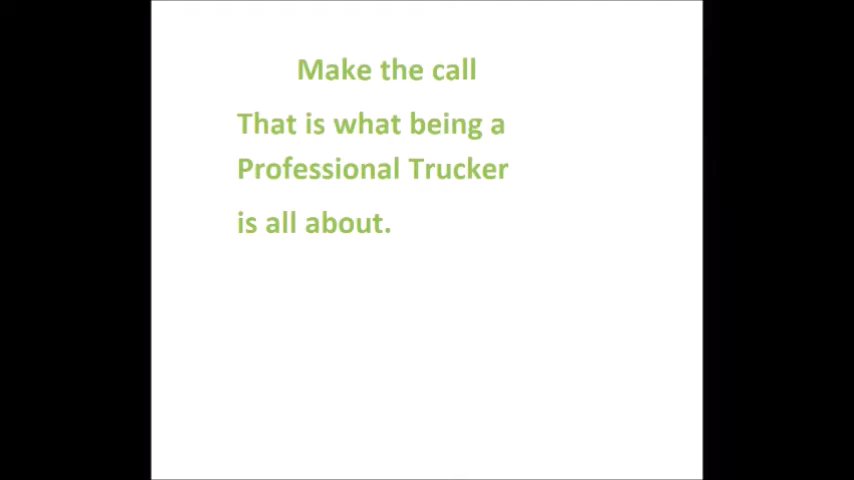 Make the call
That is what being a
Professional Trucker
is all about.